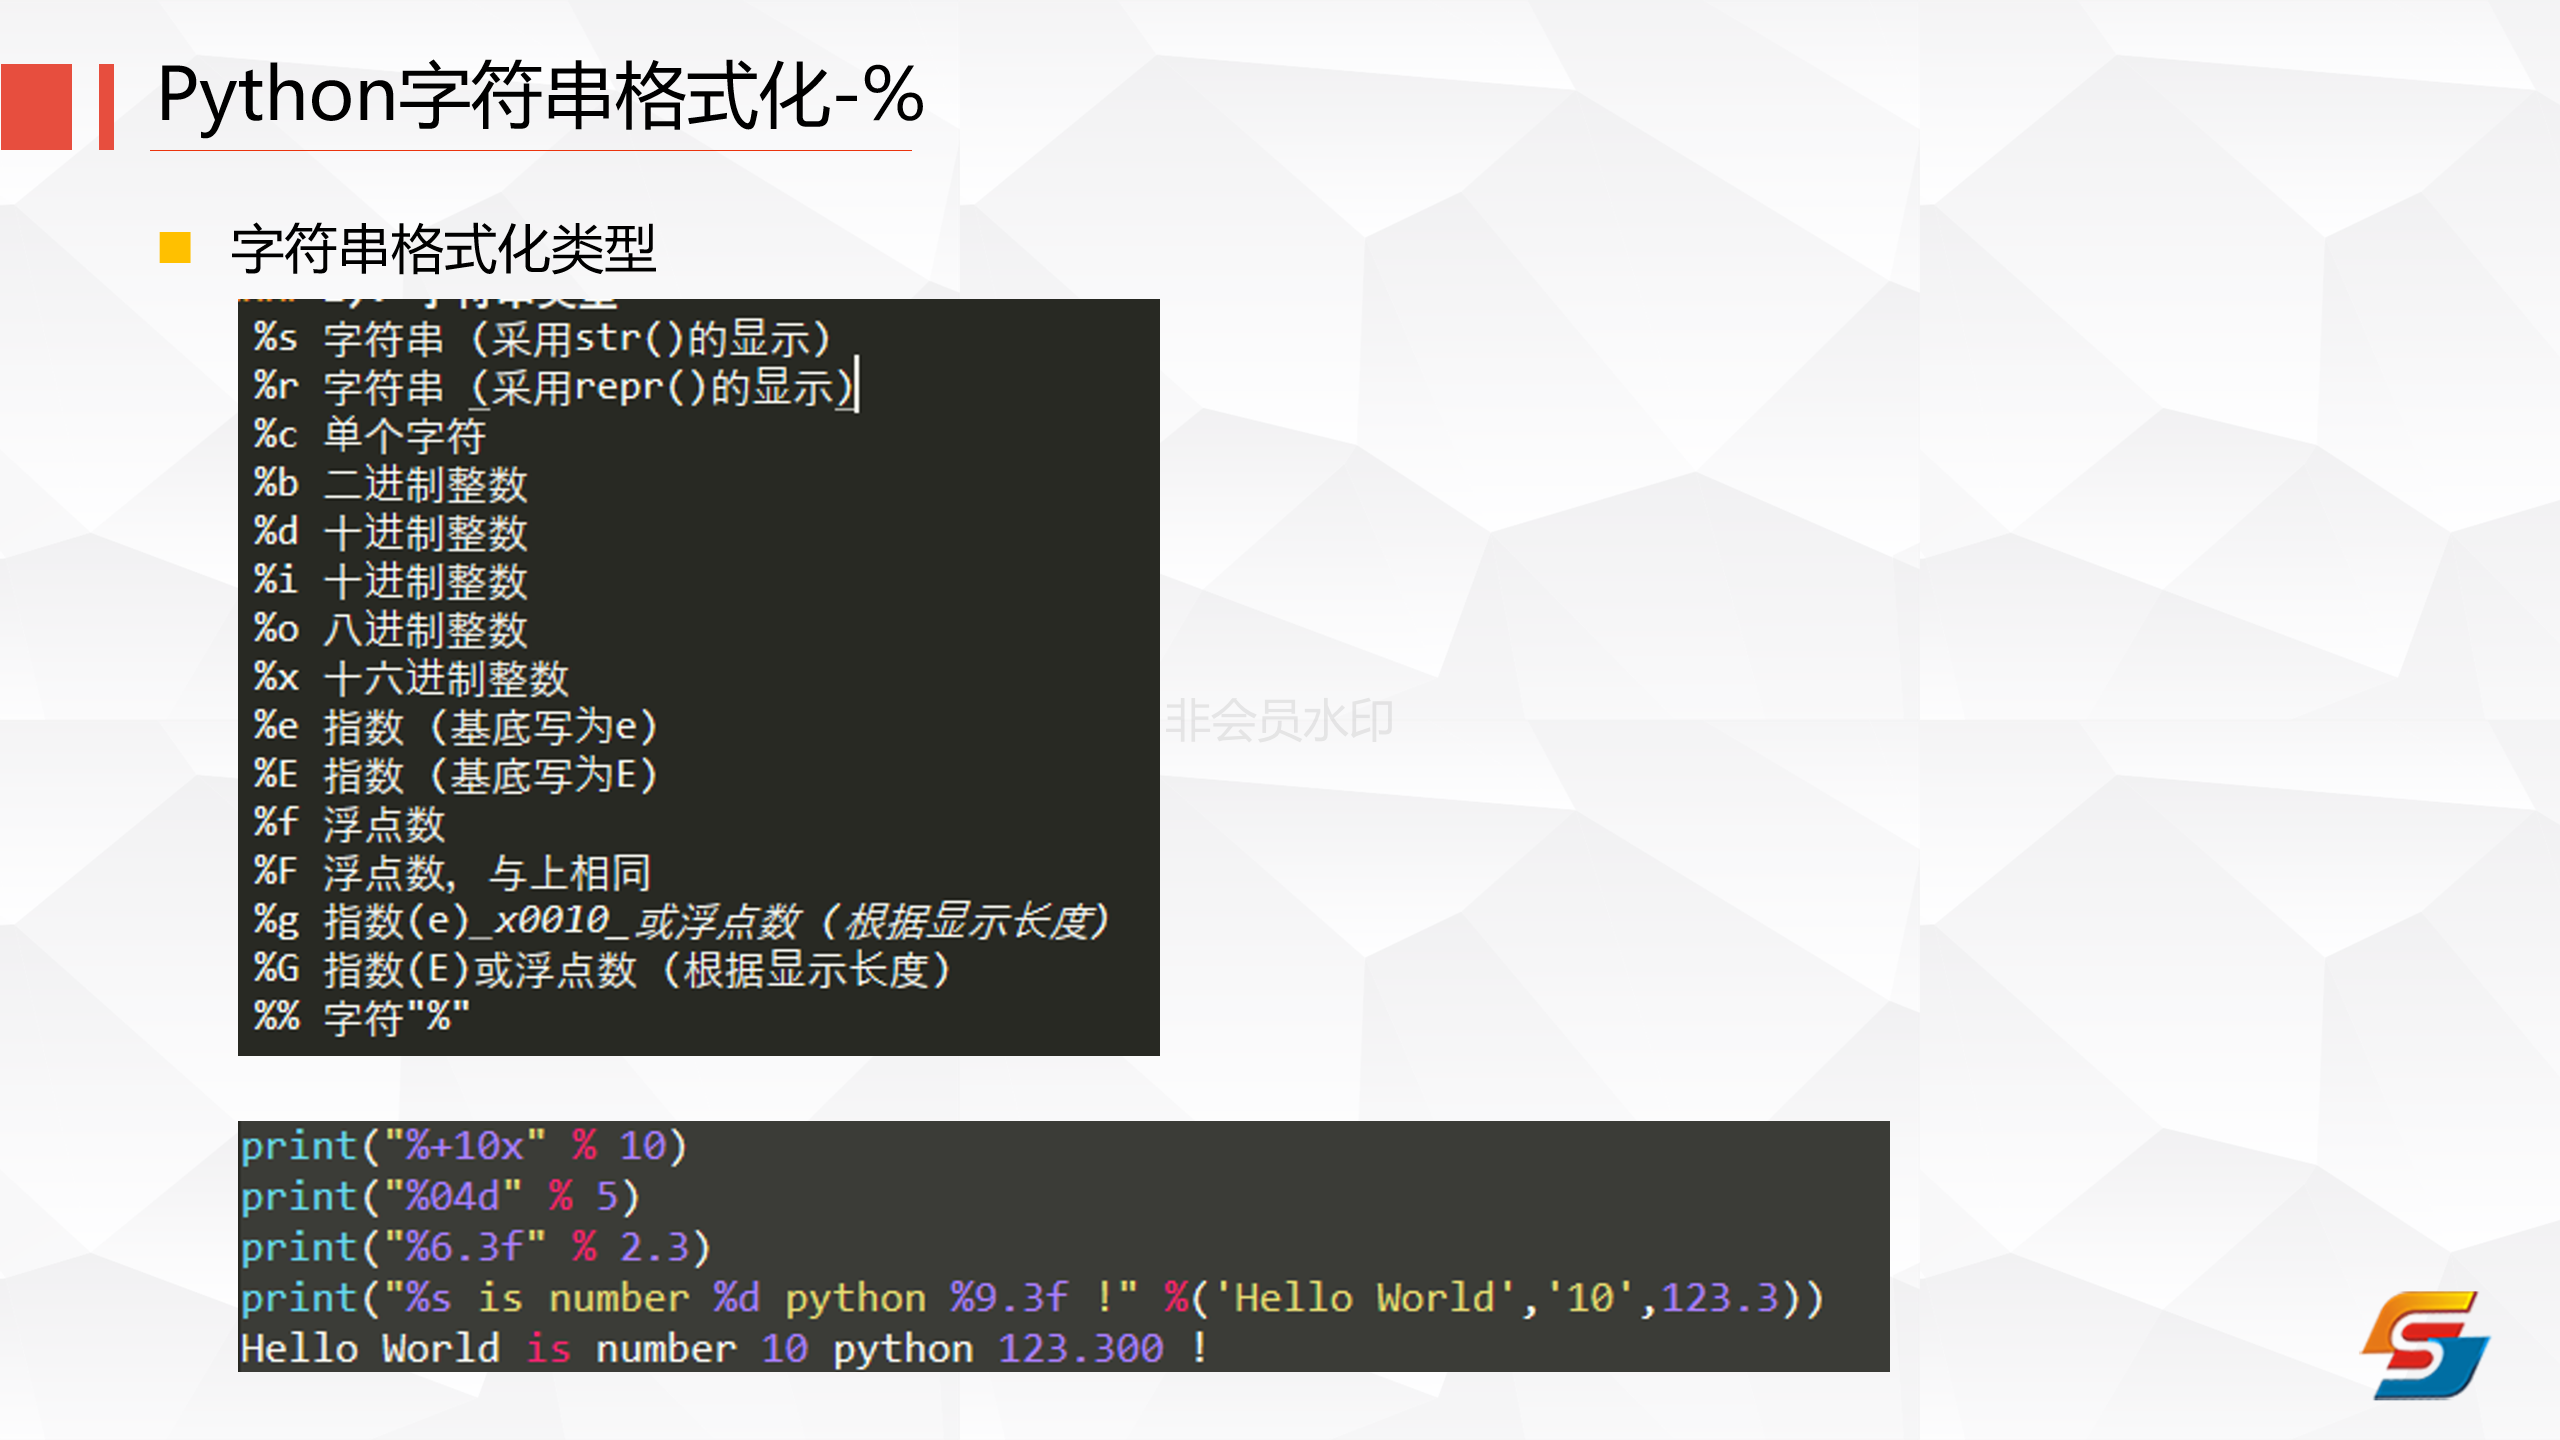 Python字符串格式化-%
字符串格式化类型
%s 字符串 (采用str()的显示)
%r 字符串 (采用repr()的显示)
%c 单个字符
%b 二进制整数
%d 十进制整数
%i 十进制整数
%o 八进制整数
%x 十六进制整数
%e 指数 (基底写为e)
%E 指数 (基底写为E)
%f 浮点数
%F 浮点数，与上相同
%g 指数(e)_x0010_或浮点数 (根据显示长度)
%G 指数(E)或浮点数 (根据显示长度)
%% 字符"%"
非会员水印
print("%+10x" % 10)
print("%04d" % 5)
print("%6.3f" % 2.3)
print("%s is number %d python %9.3f !" %('Hello World','10',123.3))
Hello World is number 10 python 123.300 !